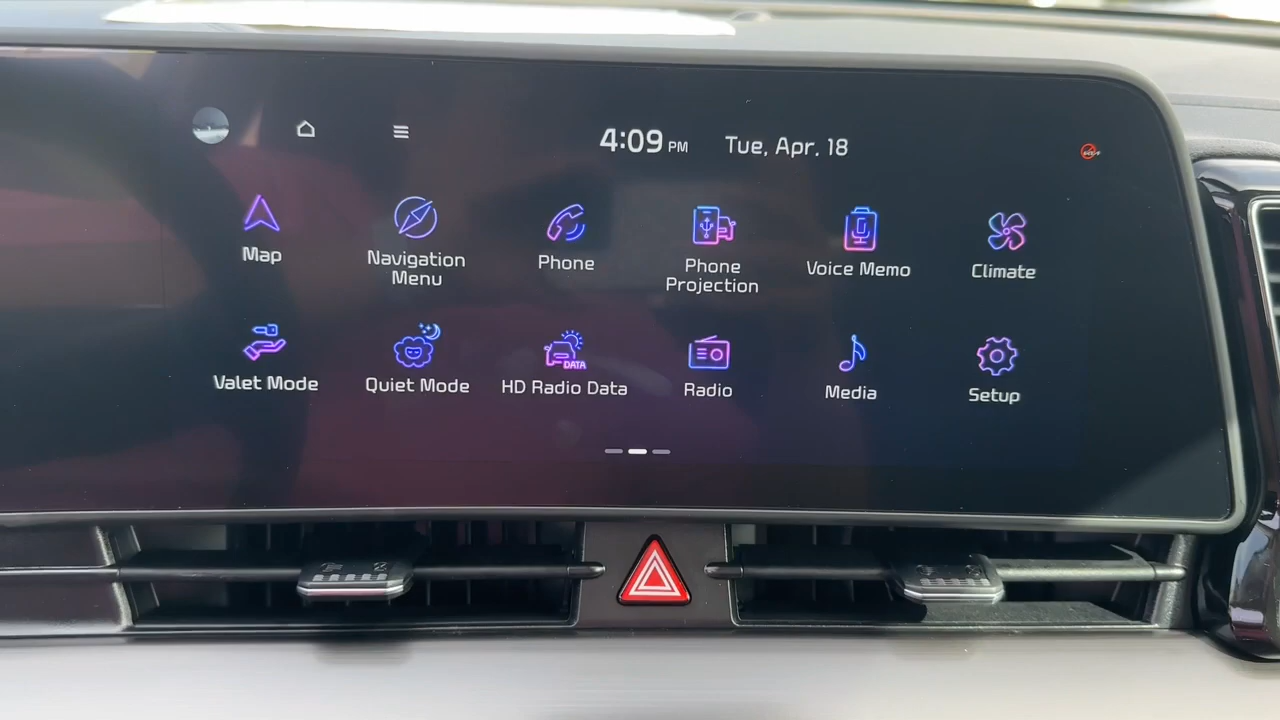 4:09 PM Tue, Apr. 18
Map
Navigation
Menu
Phone
Phone
Projection
Voice Memo
Climate
Valet Mode
Quiet Mode
DATA
HD Radio Data
Radio
Media
Setup